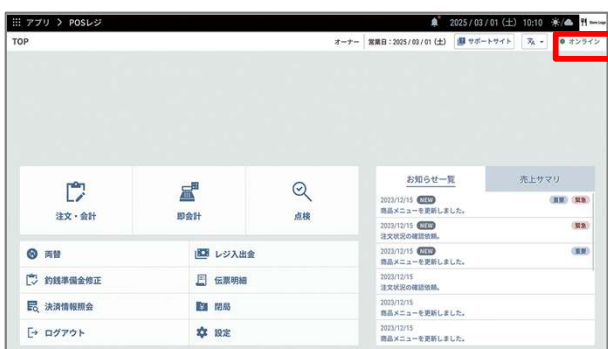 アプリ > POSレジ
2025 / 03 / 01 (土) 10:10
TOP
オーナー 営業日:2025 / 03 / 01 (土) サポートサイト オンライン
注文・会計
即会計
点検
両替
レジ入出金
釣銭準備金修正
伝票明細
決済情報照会
閉局
ログアウト
設定
お知らせ一覧
売上サマリ
2023/12/15 NEW 重要 緊急
商品メニューを更新しました。
2023/12/15 NEW 緊急
注文状況の確認依頼。
2023/12/15 NEW 重要
商品メニューを更新しました。
2023/12/15
注文状況の確認依頼。
2023/12/15
商品メニューを更新しました。
2023/12/15
商品メニューを更新しました。